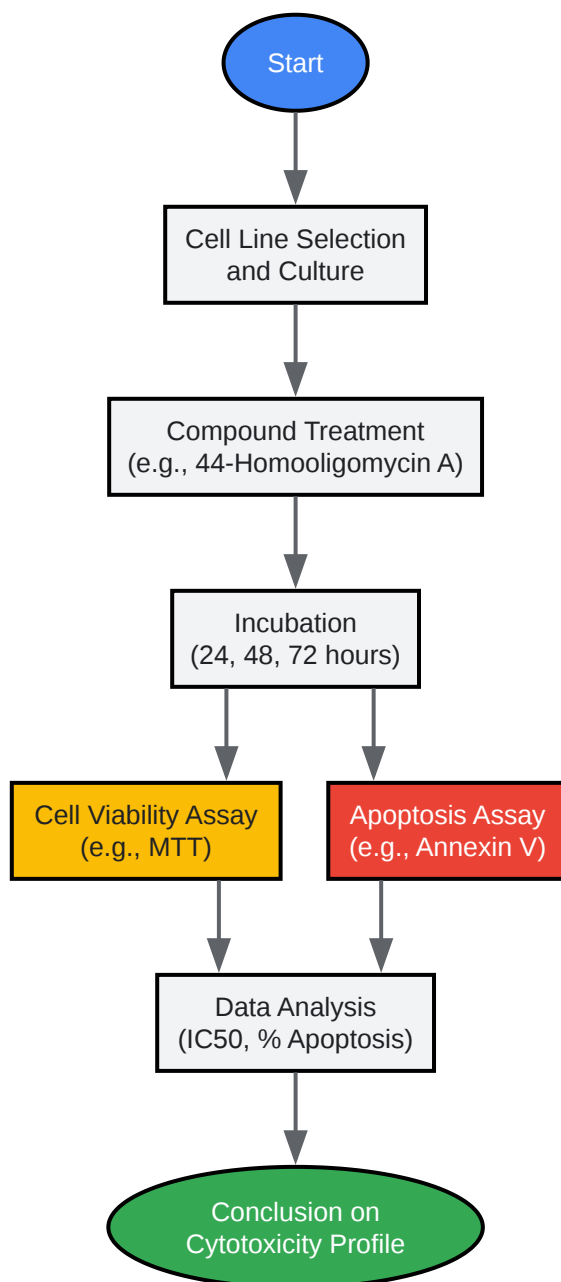 Start
Cell Line Selection
and Culture
Compound Treatment
(e.g., 44-Homooligomycin A)
Incubation
(24, 48, 72 hours)
Cell Viability Assay
(e.g., MTT)
Apoptosis Assay
(e.g., Annexin V)
Data Analysis
(IC50, % Apoptosis)
Conclusion on
Cytotoxicity Profile